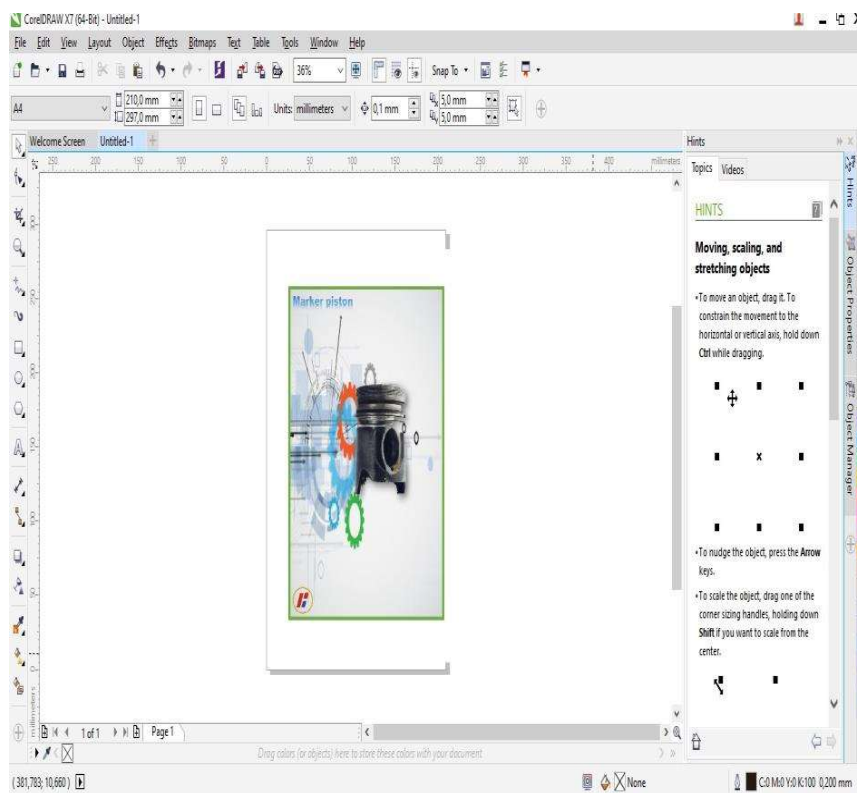 CorelDRAW X7 (64-Bit) - Untitled-1
File Edit View Layout Object Effects Bitmaps Text Table Tools Window Help
36% Snap To
A4 210,0 mm 297,0 mm Units: millimeters 0,1 mm 5,0 mm 5,0 mm
Welcome Screen Untitled-1
250 200 150 100 50 0 50 100 150 200 250 300 350 400 millimeters
300
250
200
150
100
50
0
millimeters
Marker piston
Hints
Topics Videos
HINTS
Moving, scaling, and
stretching objects
•To move an object, drag it. To
constrain the movement to the
horizontal or vertical axis, hold down
Ctrl while dragging.
•To nudge the object, press the Arrow
keys.
•To scale the object, drag one of the
corner sizing handles, holding down
Shift if you want to scale from the
center.
Hints
Object Properties
Object Manager
1 of 1 Page 1
Drag colors (or objects) here to store these colors with your document
( 381,783; 10,660 ) None C:0 M:0 Y:0 K:100 0,200 mm